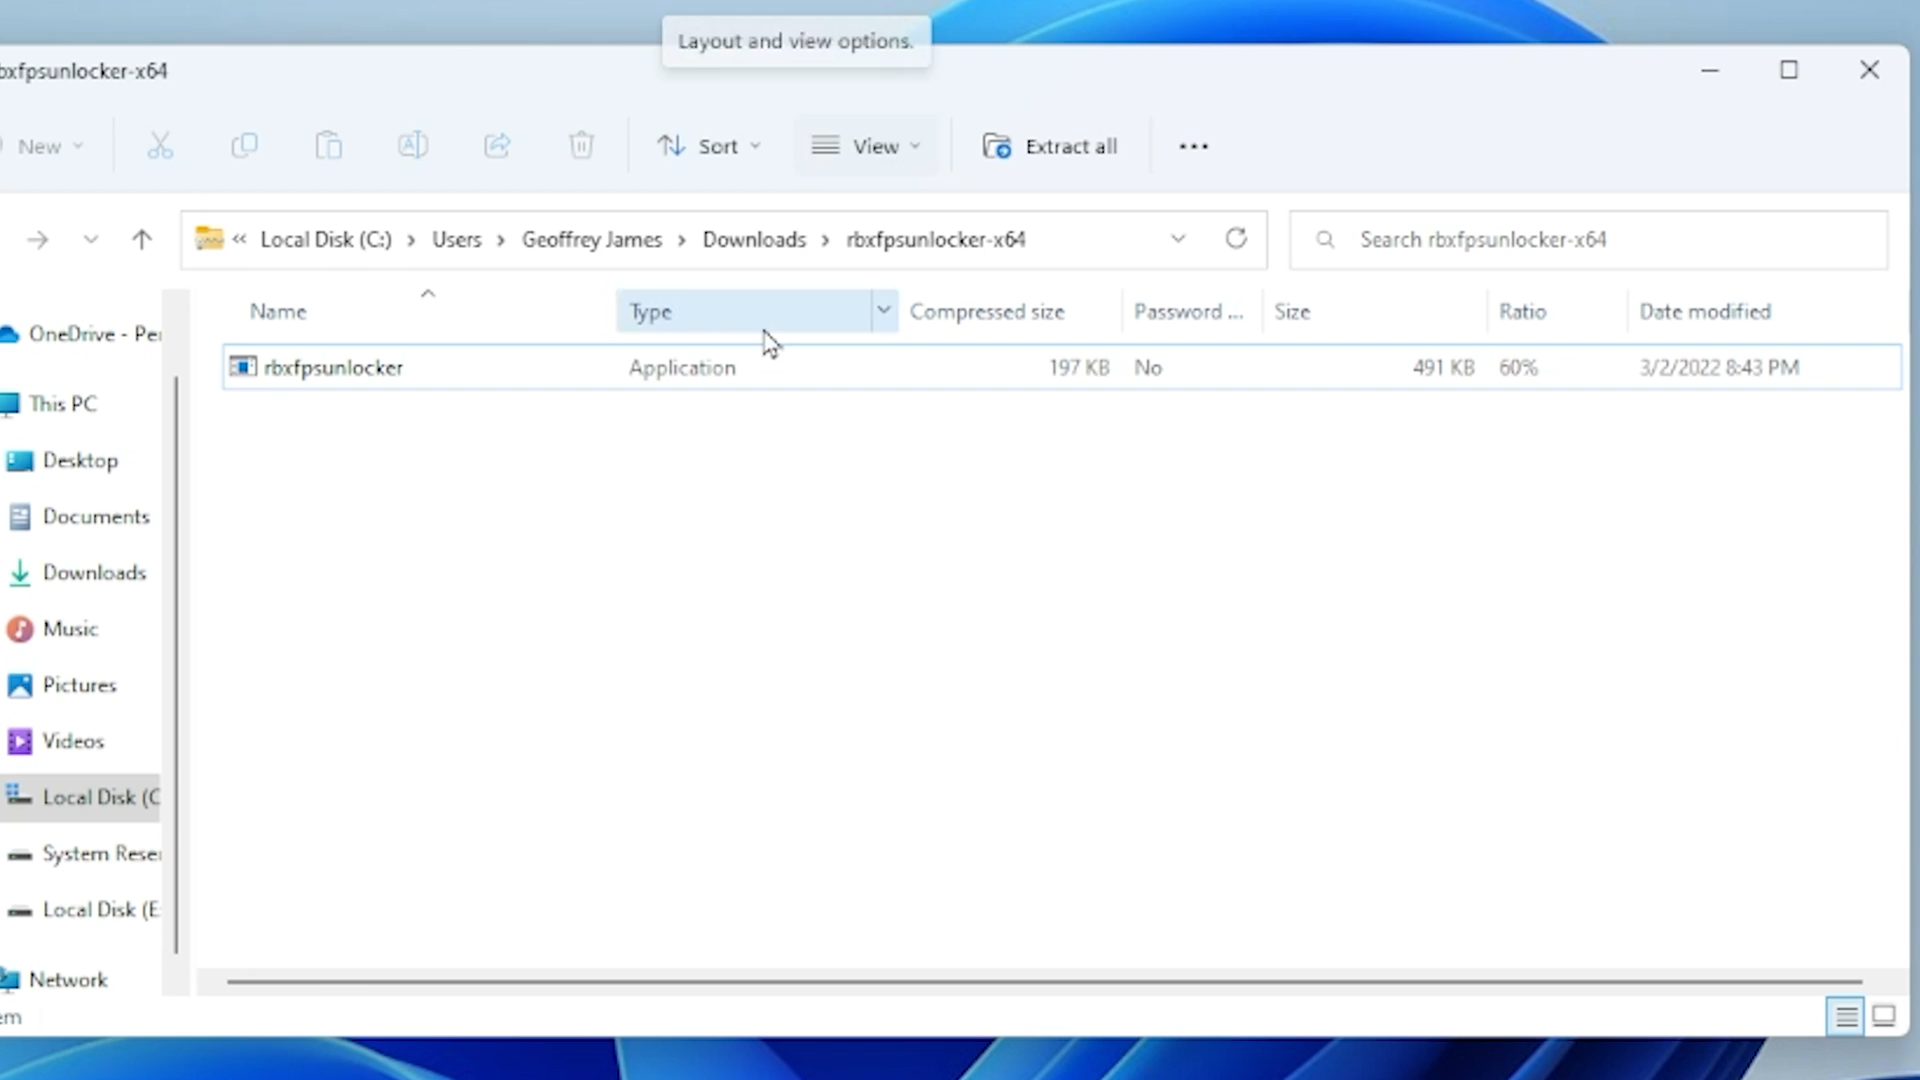 Layout and view options.
bxfpsunlocker-x64
New
Sort
View
Extract all
Local Disk (C:) Users Geoffrey James Downloads rbxfpsunlocker-x64
Search rbxfpsunlocker-x64
Name Type Compressed size Password ... Size Ratio Date modified
rbxfpsunlocker Application 197 KB No 491 KB 60% 3/2/2022 8:43 PM
OneDrive - Per
This PC
Desktop
Documents
Downloads
Music
Pictures
Videos
Local Disk (C
System Reser
Local Disk (E:
Network
em